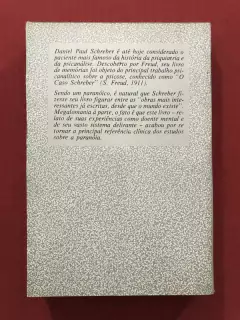 Daniel Paul Schreber é até hoje considerado o
paciente mais famoso da história da psiquiatria e
da psicanálise. Descoberto por Freud, seu livro
de memórias foi objeto do principal trabalho psi-
canalítico sobre a psicose, conhecido como "O
Caso Schreber" (S. Freud, 1911).
Sendo um paranóico, é natural que Schreber fi-
zesse seu livro figurar entre as "obras mais inte-
ressantes já escritas, desde que o mundo existe".
Megalomania à parte, o fato é que este livro – re-
lato de suas experiências como doente mental e
de seu vasto sistema delirante – acabou por se
tornar a principal referência clínica dos estudos
sobre a paranóia.